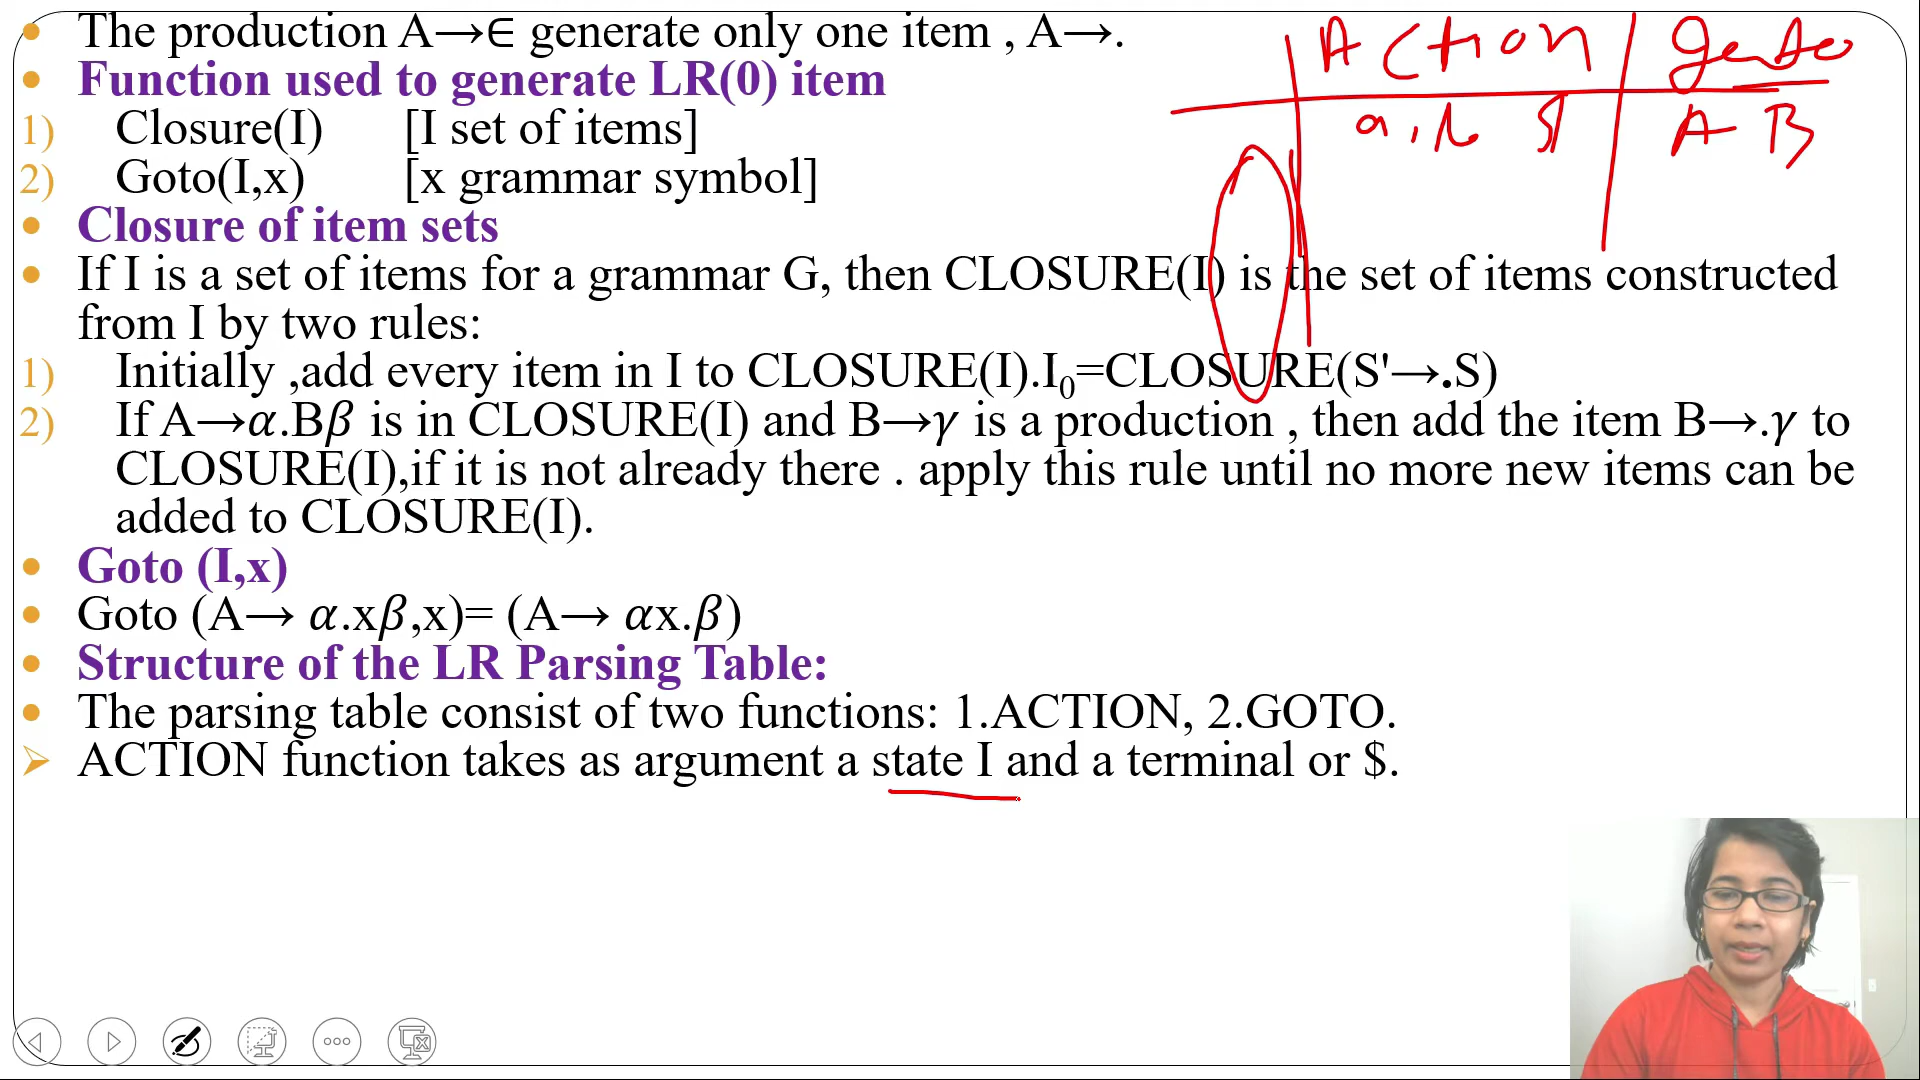 • The production A→∈ generate only one item , A→.
• Function used to generate LR(0) item
1) Closure(I) [I set of items]
2) Goto(I,x) [x grammar symbol]
• Closure of item sets
• If I is a set of items for a grammar G, then CLOSURE(I) is the set of items constructed
from I by two rules:
1) Initially ,add every item in I to CLOSURE(I).I₀=CLOSURE(S'→.S)
2) If A→𝛼.B𝛽 is in CLOSURE(I) and B→𝛾 is a production , then add the item B→.𝛾 to
CLOSURE(I),if it is not already there . apply this rule until no more new items can be
added to CLOSURE(I).
• Goto (I,x)
• Goto (A→ 𝛼.x𝛽,x)= (A→ 𝛼x.𝛽)
• Structure of the LR Parsing Table:
• The parsing table consist of two functions: 1.ACTION, 2.GOTO.
➢ ACTION function takes as argument a state I and a terminal or $.
Action goto
a, b $ A B